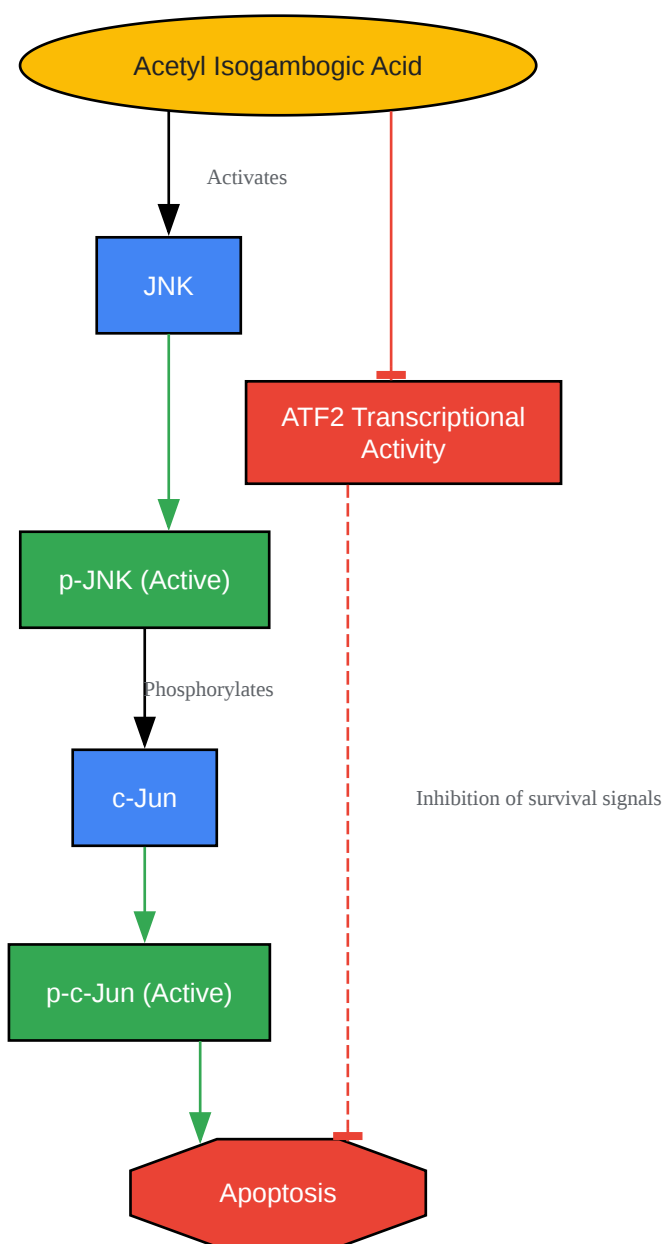 Acetyl Isogambogic Acid
Activates
JNK
ATF2 Transcriptional
Activity
p-JNK (Active)
Phosphorylates
c-Jun
Inhibition of survival signals
p-c-Jun (Active)
Apoptosis